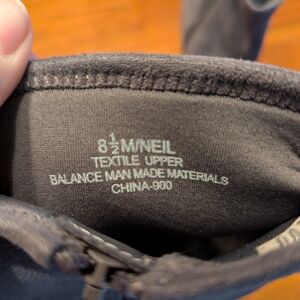 8½M/NEIL
TEXTILE UPPER
BALANCE MAN MADE MATERIALS
CHINA-900